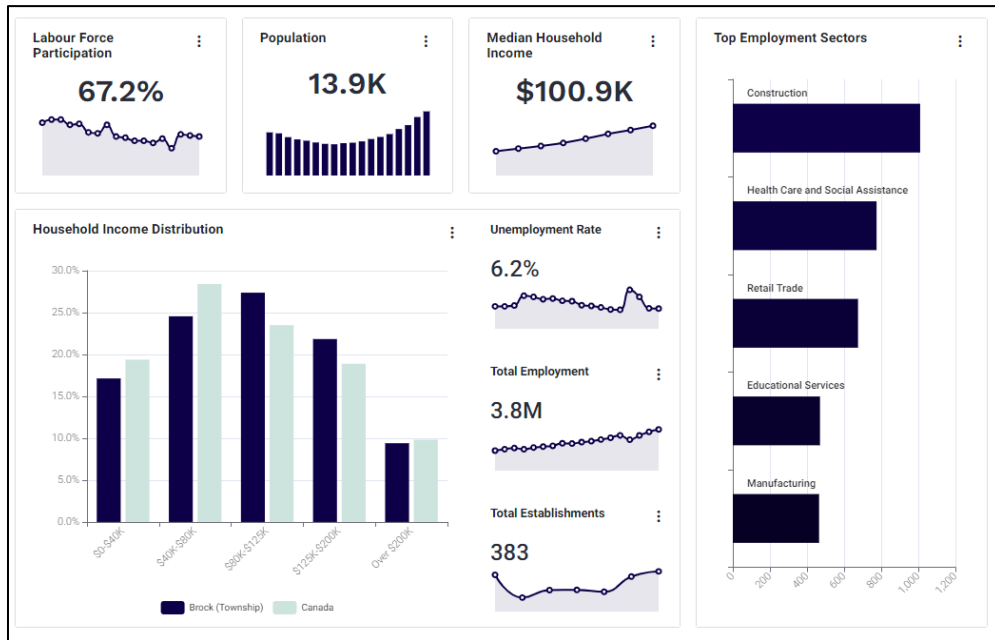 Labour Force
Participation
67.2%
Population
13.9K
Median Household
Income
$100.9K
Top Employment Sectors
Construction
Health Care and Social Assistance
Retail Trade
Educational Services
Manufacturing
0
200
400
600
800
1,000
1,200
Household Income Distribution
30.0%
25.0%
20.0%
15.0%
10.0%
5.0%
0.0%
$0-$40K
$40K-$80K
$80K-$125K
$125K-$200K
Over $200K
Brock (Township)
Canada
Unemployment Rate
6.2%
Total Employment
3.8M
Total Establishments
383